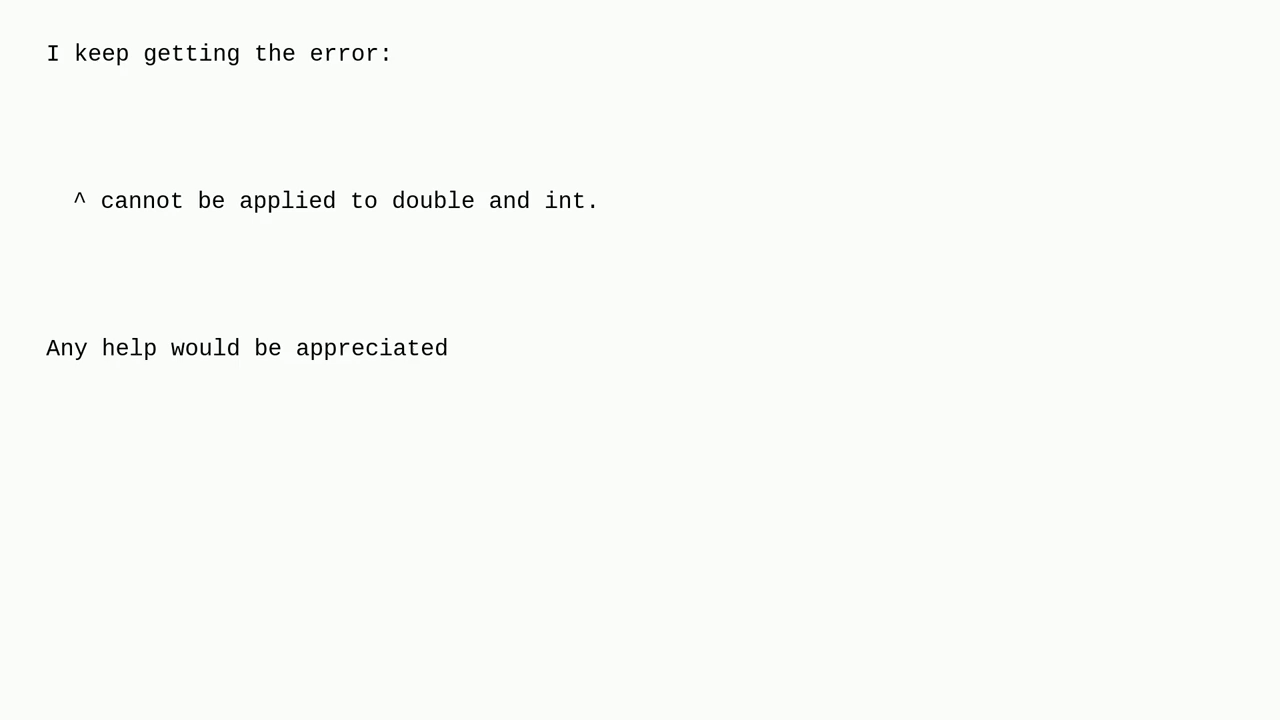 I keep getting the error:
^ cannot be applied to double and int.
Any help would be appreciated